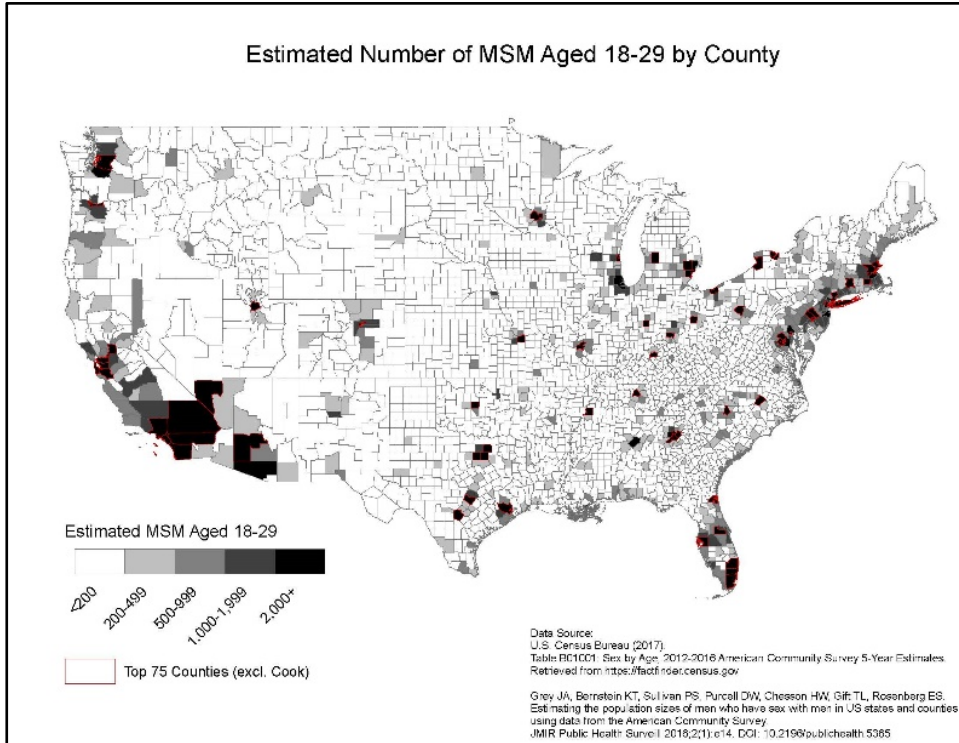 Estimated Number of MSM Aged 18-29 by County
Estimated MSM Aged 18-29
<200
200-499
500-999
1,000-1,999
2,000+
Top 75 Counties (excl. Cook)
Data Source:
U.S. Census Bureau (2017).
Table B01001: Sex by Age, 2012-2016 American Community Survey 5-Year Estimates.
Retrieved from https://factfinder.census.gov
Grey JA, Bernstein KT, Sullivan PS, Purcell DW, Chesson HW, Gift TL, Rosenberg ES.
Estimating the population sizes of men who have sex with men in US states and counties
using data from the American Community Survey.
JMIR Public Health Surveil 2016;2(1):e14. DOI: 10.2196/publichealth.5365